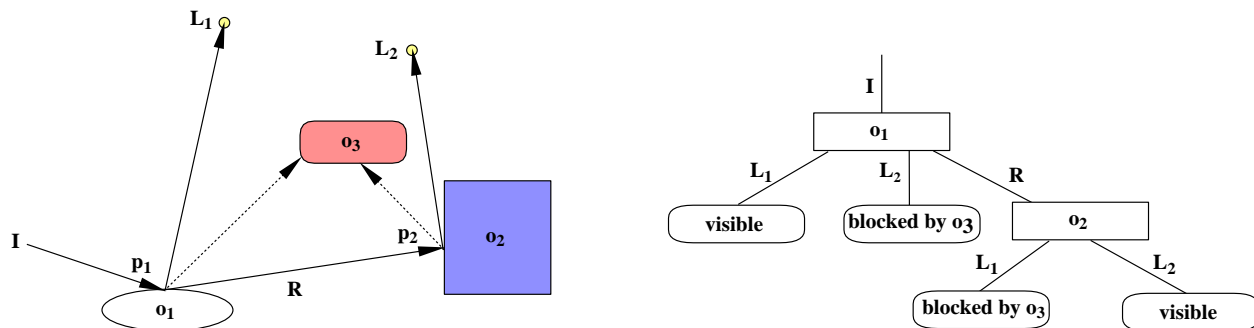 L1
L2
o3
I
p1
p2
o2
R
o1
I
o1
L1
L2
R
visible
blocked by o3
o2
L1
L2
blocked by o3
visible